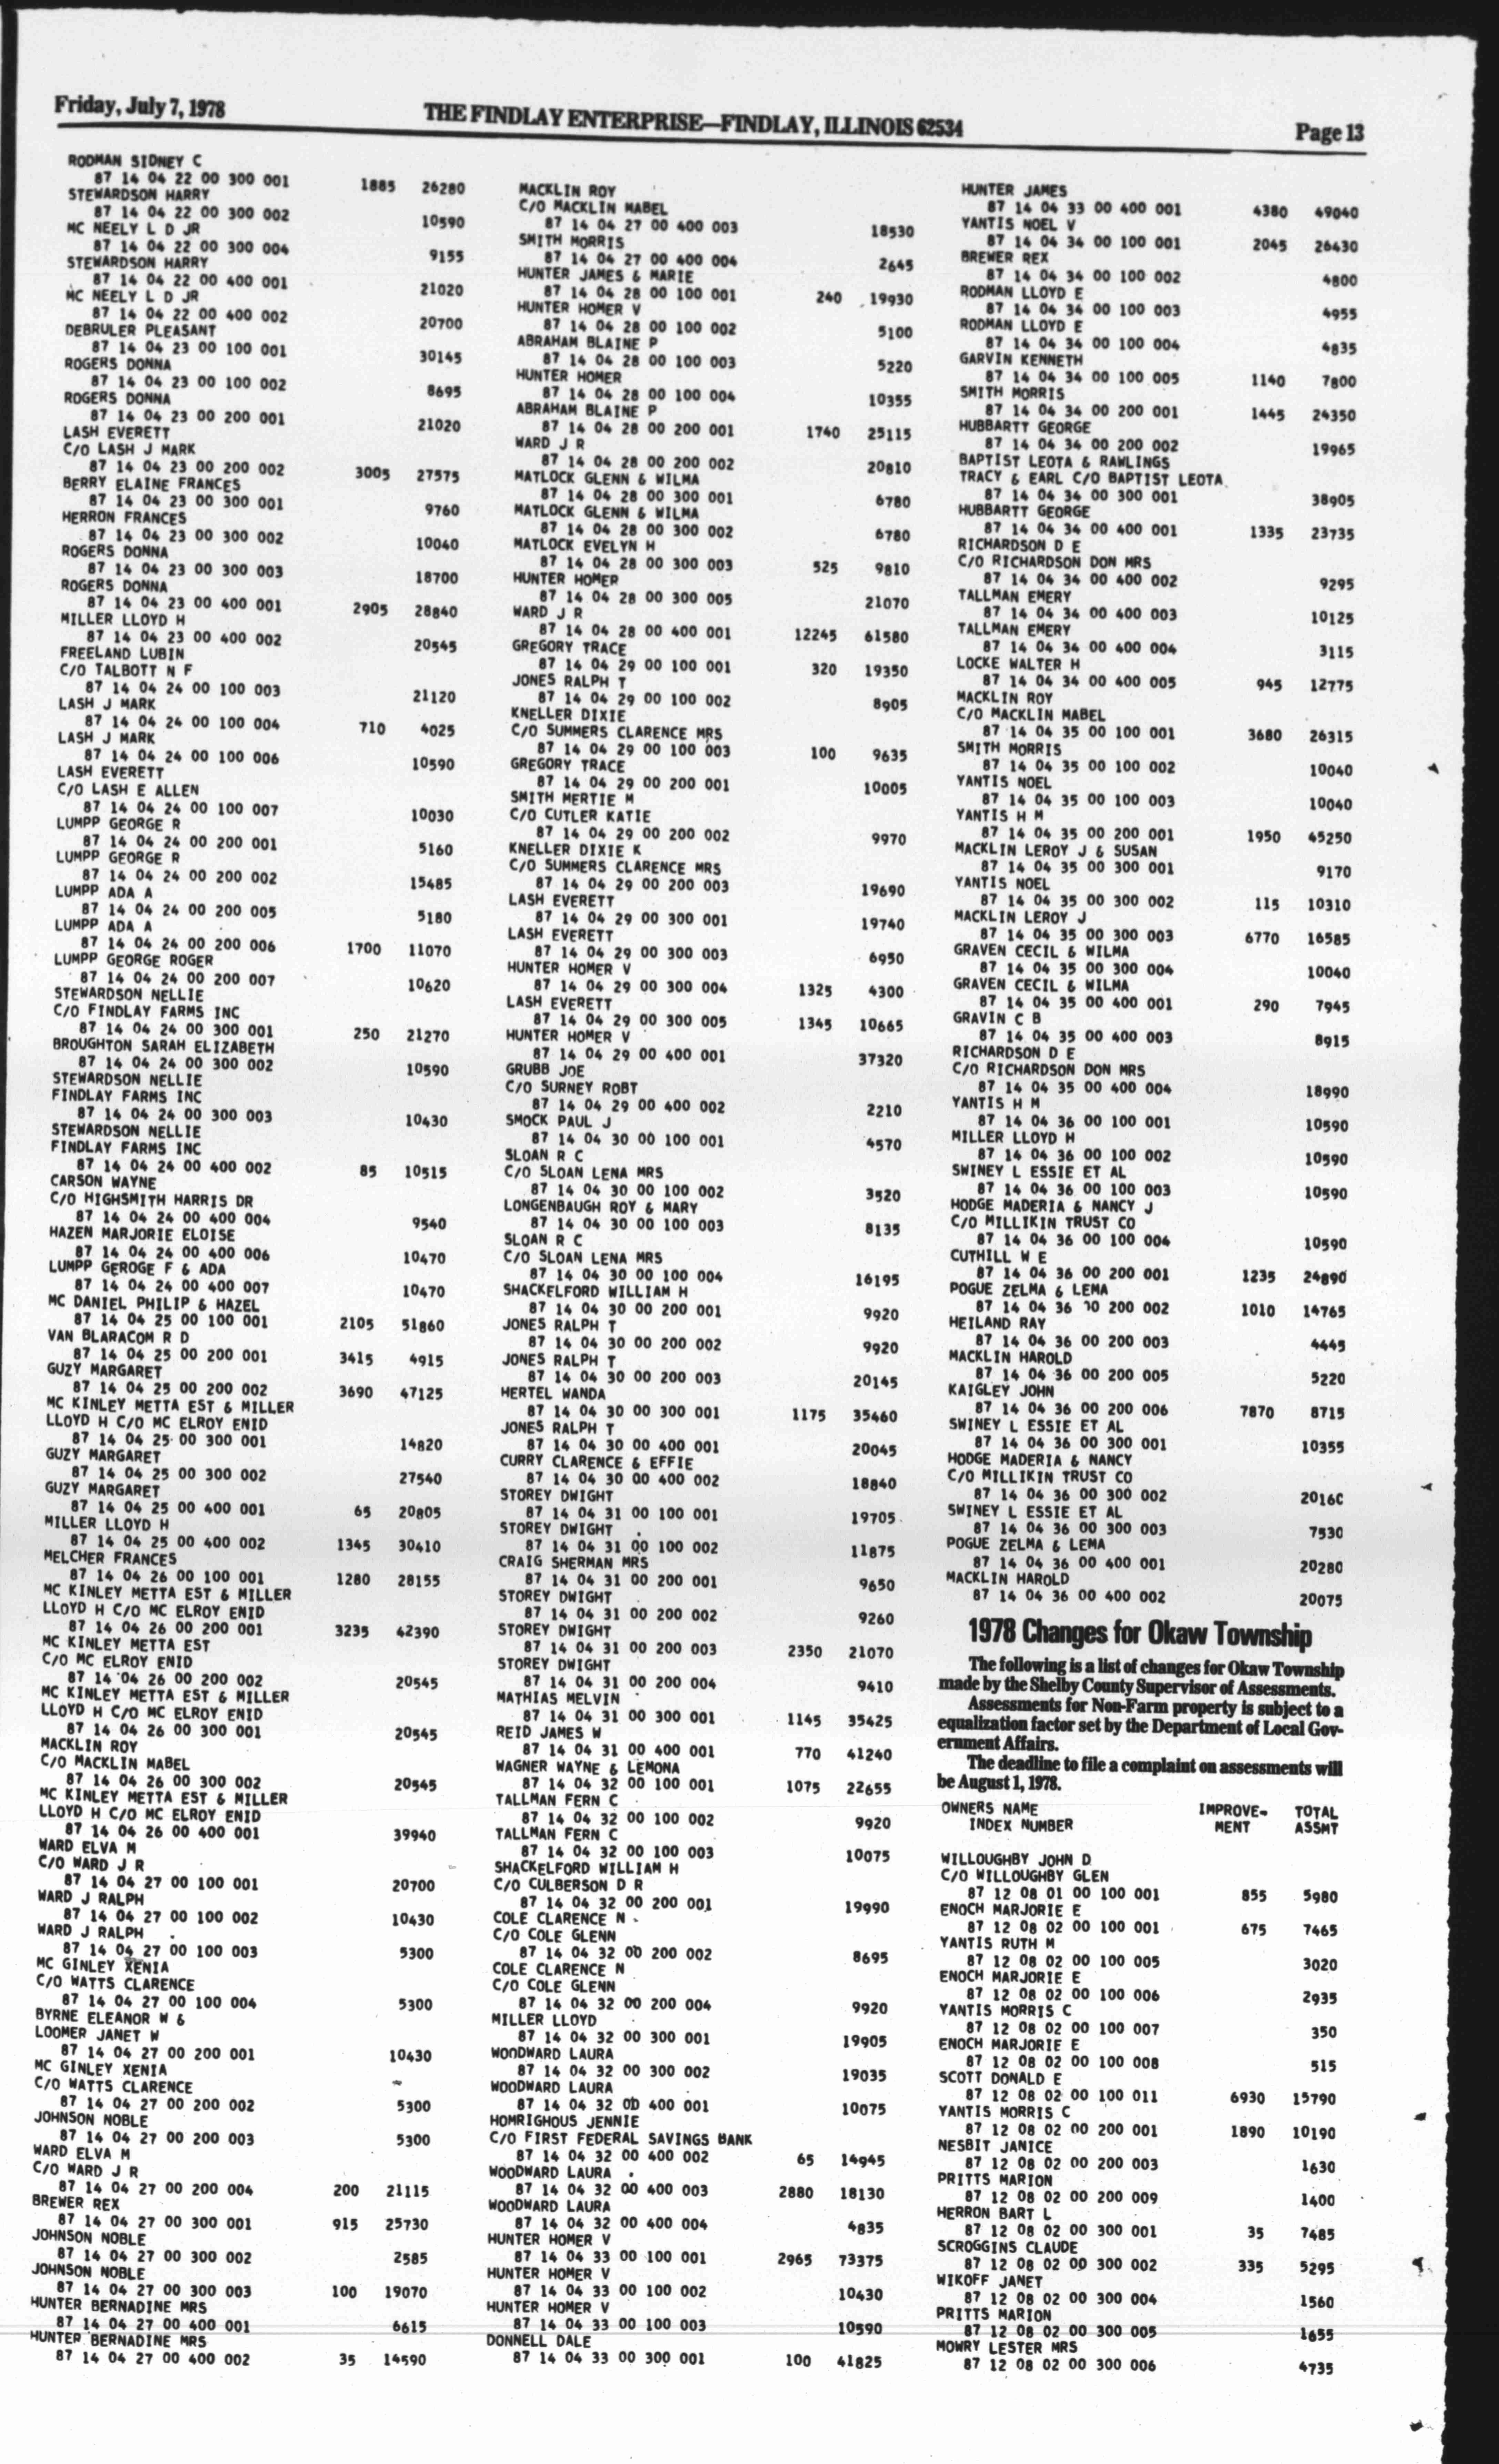 Friday, July 7, 1978
THE FINDLAY ENTERPRISE—FINDLAY, ILLINOIS 62534
Page 13
RODMAN SIDNEY C
87 14 04 22 00 300 001 1885 26280
STEWARDSON HARRY
87 14 04 22 00 300 002 10590
MC NEELY L D JR
87 14 04 22 00 300 004 9155
STEWARDSON HARRY
87 14 04 22 00 400 001 21020
MC NEELY L D JR
87 14 04 22 00 400 002 20700
DEBRULER PLEASANT
87 14 04 23 00 100 001 30145
ROGERS DONNA
87 14 04 23 00 100 002 8695
ROGERS DONNA
87 14 04 23 00 200 001 21020
LASH EVERETT
C/O LASH J MARK
87 14 04 23 00 200 002 3005 27575
BERRY ELAINE FRANCES
87 14 04 23 00 300 001 9760
HERRON FRANCES
87 14 04 23 00 300 002 10040
ROGERS DONNA
87 14 04 23 00 300 003 18700
ROGERS DONNA
87 14 04 23 00 400 001 2905 28840
MILLER LLOYD H
87 14 04 23 00 400 002 20545
FREELAND LUBIN
C/O TALBOTT N F
87 14 04 24 00 100 003 21120
LASH J MARK
87 14 04 24 00 100 004 710 4025
LASH J MARK
87 14 04 24 00 100 006 10590
LASH EVERETT
C/O LASH E ALLEN
87 14 04 24 00 100 007 10030
LUMPP GEORGE R
87 14 04 24 00 200 001 5160
LUMPP GEORGE R
87 14 04 24 00 200 002 15485
LUMPP ADA A
87 14 04 24 00 200 005 5180
LUMPP ADA A
87 14 04 24 00 200 006 1700 11070
LUMPP GEORGE ROGER
87 14 04 24 00 200 007 10620
STEWARDSON NELLIE
C/O FINDLAY FARMS INC
87 14 04 24 00 300 001 250 21270
BROUGHTON SARAH ELIZABETH
87 14 04 24 00 300 002 10590
STEWARDSON NELLIE
FINDLAY FARMS INC
87 14 04 24 00 300 003 10430
STEWARDSON NELLIE
FINDLAY FARMS INC
87 14 04 24 00 400 002 85 10515
CARSON WAYNE
C/O HIGHSMITH HARRIS DR
87 14 04 24 00 400 004 9540
HAZEN MARJORIE ELOISE
87 14 04 24 00 400 006 10470
LUMPP GEROGE F & ADA
87 14 04 24 00 400 007 10470
MC DANIEL PHILIP & HAZEL
87 14 04 25 00 100 001 2105 51860
VAN BLARACOM R D
87 14 04 25 00 200 001 3415 4915
GUZY MARGARET
87 14 04 25 00 200 002 3690 47125
MC KINLEY METTA EST & MILLER
LLOYD H C/O MC ELROY ENID
87 14 04 25 00 300 001 14820
GUZY MARGARET
87 14 04 25 00 300 002 27540
GUZY MARGARET
87 14 04 25 00 400 001 65 20805
MILLER LLOYD H
87 14 04 25 00 400 002 1345 30410
MELCHER FRANCES
87 14 04 26 00 100 001 1280 28155
MC KINLEY METTA EST & MILLER
LLOYD H C/O MC ELROY ENID
87 14 04 26 00 200 001 3235 42390
MC KINLEY METTA EST
C/O MC ELROY ENID
87 14 04 26 00 200 002 20545
MC KINLEY METTA EST & MILLER
LLOYD H C/O MC ELROY ENID
87 14 04 26 00 300 001 20545
MACKLIN ROY
C/O MACKLIN MABEL
87 14 04 26 00 300 002 20545
MC KINLEY METTA EST & MILLER
LLOYD H C/O MC ELROY ENID
87 14 04 26 00 400 001 39940
WARD ELVA M
C/O WARD J R
87 14 04 27 00 100 001 20700
WARD J RALPH
87 14 04 27 00 100 002 10430
WARD J RALPH
87 14 04 27 00 100 003 5300
MC GINLEY XENIA
C/O WATTS CLARENCE
87 14 04 27 00 100 004 5300
BYRNE ELEANOR W &
LOOMER JANET W
87 14 04 27 00 200 001 10430
MC GINLEY XENIA
C/O WATTS CLARENCE
87 14 04 27 00 200 002 5300
JOHNSON NOBLE
87 14 04 27 00 200 003 5300
WARD ELVA M
C/O WARD J R
87 14 04 27 00 200 004 200 21115
BREWER REX
87 14 04 27 00 300 001 915 25730
JOHNSON NOBLE
87 14 04 27 00 300 002 2585
JOHNSON NOBLE
87 14 04 27 00 300 003 100 19070
HUNTER BERNADINE MRS
87 14 04 27 00 400 001 6615
HUNTER BERNADINE MRS
87 14 04 27 00 400 002 35 14590
MACKLIN ROY
C/O MACKLIN MABEL
87 14 04 27 00 400 003 18530
SMITH MORRIS
87 14 04 27 00 400 004 2645
HUNTER JAMES & MARIE
87 14 04 28 00 100 001 240 19930
HUNTER HOMER V
87 14 04 28 00 100 002 5100
ABRAHAM BLAINE P
87 14 04 28 00 100 003 5220
HUNTER HOMER
87 14 04 28 00 100 004 10355
ABRAHAM BLAINE P
87 14 04 28 00 200 001 1740 25115
WARD J R
87 14 04 28 00 200 002 20810
MATLOCK GLENN & WILMA
87 14 04 28 00 300 001 6780
MATLOCK GLENN & WILMA
87 14 04 28 00 300 002 6780
MATLOCK EVELYN H
87 14 04 28 00 300 003 525 9810
HUNTER HOMER
87 14 04 28 00 300 005 21070
WARD J R
87 14 04 28 00 400 001 12245 61580
GREGORY TRACE
87 14 04 29 00 100 001 320 19350
JONES RALPH T
87 14 04 29 00 100 002 8905
KNELLER DIXIE
C/O SUMMERS CLARENCE MRS
87 14 04 29 00 100 003 100 9635
GREGORY TRACE
87 14 04 29 00 200 001 10005
SMITH MERTIE M
C/O CUTLER KATIE
87 14 04 29 00 200 002 9970
KNELLER DIXIE K
C/O SUMMERS CLARENCE MRS
87 14 04 29 00 200 003 19690
LASH EVERETT
87 14 04 29 00 300 001 19740
LASH EVERETT
87 14 04 29 00 300 003 6950
HUNTER HOMER V
87 14 04 29 00 300 004 1325 4300
LASH EVERETT
87 14 04 29 00 300 005 1345 10665
HUNTER HOMER V
87 14 04 29 00 400 001 37320
GRUBB JOE
C/O SURNEY ROBT
87 14 04 29 00 400 002 2210
SMOCK PAUL J
87 14 04 30 00 100 001 4570
SLOAN R C
C/O SLOAN LENA MRS
87 14 04 30 00 100 002 3520
LONGENBAUGH ROY & MARY
87 14 04 30 00 100 003 8135
SLOAN R C
C/O SLOAN LENA MRS
87 14 04 30 00 100 004 16195
SHACKELFORD WILLIAM H
87 14 04 30 00 200 001 9920
JONES RALPH T
87 14 04 30 00 200 002 9920
JONES RALPH T
87 14 04 30 00 200 003 20145
HERTEL WANDA
87 14 04 30 00 300 001 1175 35460
JONES RALPH T
87 14 04 30 00 400 001 20045
CURRY CLARENCE & EFFIE
87 14 04 30 00 400 002 18840
STOREY DWIGHT
87 14 04 31 00 100 001 19705
STOREY DWIGHT
87 14 04 31 00 100 002 11875
CRAIG SHERMAN MRS
87 14 04 31 00 200 001 9650
STOREY DWIGHT
87 14 04 31 00 200 002 9260
STOREY DWIGHT
87 14 04 31 00 200 003 2350 21070
STOREY DWIGHT
87 14 04 31 00 200 004 9410
MATHIAS MELVIN
87 14 04 31 00 300 001 1145 35425
REID JAMES W
87 14 04 31 00 400 001 770 41240
WAGNER WAYNE & LEMONA
87 14 04 32 00 100 001 1075 22655
TALLMAN FERN C
87 14 04 32 00 100 002 9920
TALLMAN FERN C
87 14 04 32 00 100 003 10075
SHACKELFORD WILLIAM H
C/O CULBERSON D R
87 14 04 32 00 200 001 19990
COLE CLARENCE N
C/O COLE GLENN
87 14 04 32 00 200 002 8695
COLE CLARENCE N
C/O COLE GLENN
87 14 04 32 00 200 004 9920
MILLER LLOYD
87 14 04 32 00 300 001 19905
WOODWARD LAURA
87 14 04 32 00 300 002 19035
WOODWARD LAURA
87 14 04 32 00 400 001 10075
HOMRIGHOUS JENNIE
C/O FIRST FEDERAL SAVINGS BANK
87 14 04 32 00 400 002 65 14945
WOODWARD LAURA
87 14 04 32 00 400 003 2880 18130
WOODWARD LAURA
87 14 04 32 00 400 004 4835
HUNTER HOMER V
87 14 04 33 00 100 001 2965 73375
HUNTER HOMER V
87 14 04 33 00 100 002 10430
HUNTER HOMER V
87 14 04 33 00 100 003 10590
DONNELL DALE
87 14 04 33 00 300 001 100 41825
HUNTER JAMES
87 14 04 33 00 400 001 4380 49040
YANTIS NOEL V
87 14 04 34 00 100 001 2045 26430
BREWER REX
87 14 04 34 00 100 002 4800
RODMAN LLOYD E
87 14 04 34 00 100 003 4955
RODMAN LLOYD E
87 14 04 34 00 100 004 4835
GARVIN KENNETH
87 14 04 34 00 100 005 1140 7800
SMITH MORRIS
87 14 04 34 00 200 001 1445 24350
HUBBARTT GEORGE
87 14 04 34 00 200 002 19965
BAPTIST LEOTA & RAWLINGS
TRACY & EARL C/O BAPTIST LEOTA
87 14 04 34 00 300 001 38905
HUBBARTT GEORGE
87 14 04 34 00 400 001 1335 23735
RICHARDSON D E
C/O RICHARDSON DON MRS
87 14 04 34 00 400 002 9295
TALLMAN EMERY
87 14 04 34 00 400 003 10125
TALLMAN EMERY
87 14 04 34 00 400 004 3115
LOCKE WALTER H
87 14 04 34 00 400 005 945 12775
MACKLIN ROY
C/O MACKLIN MABEL
87 14 04 35 00 100 001 3680 26315
SMITH MORRIS
87 14 04 35 00 100 002 10040
YANTIS NOEL
87 14 04 35 00 100 003 10040
YANTIS H M
87 14 04 35 00 200 001 1950 45250
MACKLIN LEROY J & SUSAN
87 14 04 35 00 300 001 9170
YANTIS NOEL
87 14 04 35 00 300 002 115 10310
MACKLIN LEROY J
87 14 04 35 00 300 003 6770 16585
GRAVEN CECIL & WILMA
87 14 04 35 00 300 004 10040
GRAVEN CECIL & WILMA
87 14 04 35 00 400 001 290 7945
GRAVIN C B
87 14 04 35 00 400 003 8915
RICHARDSON D E
C/O RICHARDSON DON MRS
87 14 04 35 00 400 004 18990
YANTIS H M
87 14 04 36 00 100 001 10590
MILLER LLOYD H
87 14 04 36 00 100 002 10590
SWINEY L ESSIE ET AL
87 14 04 36 00 100 003 10590
HODGE MADERIA & NANCY J
C/O MILLIKIN TRUST CO
87 14 04 36 00 100 004 10590
CUTHILL W E
87 14 04 36 00 200 001 1235 24890
POGUE ZELMA & LEMA
87 14 04 36 00 200 002 1010 14765
HEILAND RAY
87 14 04 36 00 200 003 4445
MACKLIN HAROLD
87 14 04 36 00 200 005 5220
KAIGLEY JOHN
87 14 04 36 00 200 006 7870 8715
SWINEY L ESSIE ET AL
87 14 04 36 00 300 001 10355
HODGE MADERIA & NANCY
C/O MILLIKIN TRUST CO
87 14 04 36 00 300 002 20160
SWINEY L ESSIE ET AL
87 14 04 36 00 300 003 7530
POGUE ZELMA & LEMA
87 14 04 36 00 400 001 20280
MACKLIN HAROLD
87 14 04 36 00 400 002 20075
1978 Changes for Okaw Township
The following is a list of changes for Okaw Township
made by the Shelby County Supervisor of Assessments.
Assessments for Non-Farm property is subject to a
equalization factor set by the Department of Local Gov-
ernment Affairs.
The deadline to file a complaint on assessments will
be August 1, 1978.
OWNERS NAME IMPROVE- TOTAL
INDEX NUMBER MENT ASSMT
WILLOUGHBY JOHN D
C/O WILLOUGHBY GLEN
87 12 08 01 00 100 001 855 5980
ENOCH MARJORIE E
87 12 08 02 00 100 001 675 7465
YANTIS RUTH M
87 12 08 02 00 100 005 3020
ENOCH MARJORIE E
87 12 08 02 00 100 006 2935
YANTIS MORRIS C
87 12 08 02 00 100 007 350
ENOCH MARJORIE E
87 12 08 02 00 100 008 515
SCOTT DONALD E
87 12 08 02 00 100 011 6930 15790
YANTIS MORRIS C
87 12 08 02 00 200 001 1890 10190
NESBIT JANICE
87 12 08 02 00 200 003 1630
PRITTS MARION
87 12 08 02 00 200 009 1400
HERRON BART L
87 12 08 02 00 300 001 35 7485
SCROGGINS CLAUDE
87 12 08 02 00 300 002 335 5295
WIKOFF JANET
87 12 08 02 00 300 004 1560
PRITTS MARION
87 12 08 02 00 300 005 1655
MOWRY LESTER MRS
87 12 08 02 00 300 006 4735